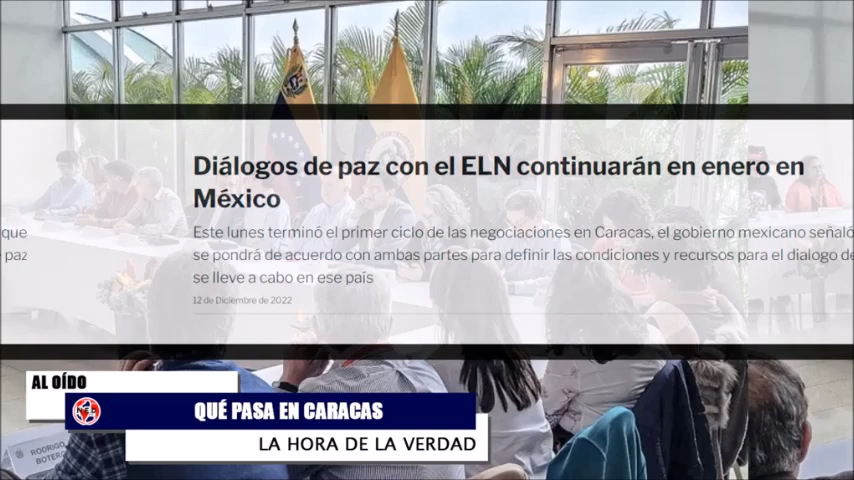 Diálogos de paz con el ELN continuarán en enero en
México
que
Este lunes terminó el primer ciclo de las negociaciones en Caracas, el gobierno mexicano señaló
paz
se pondrá de acuerdo con ambas partes para definir las condiciones y recursos para el dialogo de
se lleve a cabo en ese país
12 de Diciembre de 2022
AL OÍDO
QUÉ PASA EN CARACAS
LA HORA DE LA VERDAD
RODRIGO
BOTERO